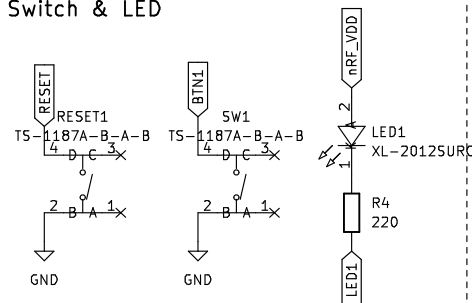 Switch & LED
RESET
RESET1
TS-1187A-B-A-B
4 D C 3
2 B A 1
GND
BTN1
SW1
TS-1187A-B-A-B
4 D C 3
2 B A 1
GND
nRF_VDD
2
A
LED1
XL-2012SURC
1
R4
220
LED1